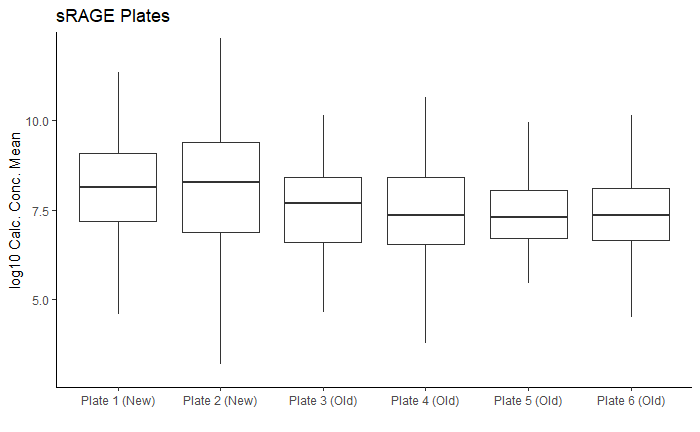 sRAGE Plates
log10 Calc. Conc. Mean
10.0
7.5
5.0
Plate 1 (New) Plate 2 (New) Plate 3 (Old) Plate 4 (Old) Plate 5 (Old) Plate 6 (Old)